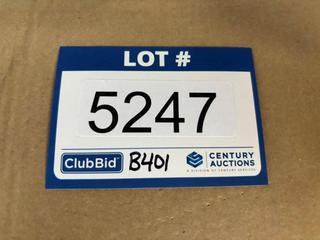 LOT #
5247
ClubBid B401 CENTURY AUCTIONS
A DIVISION OF CENTURY SERVICES